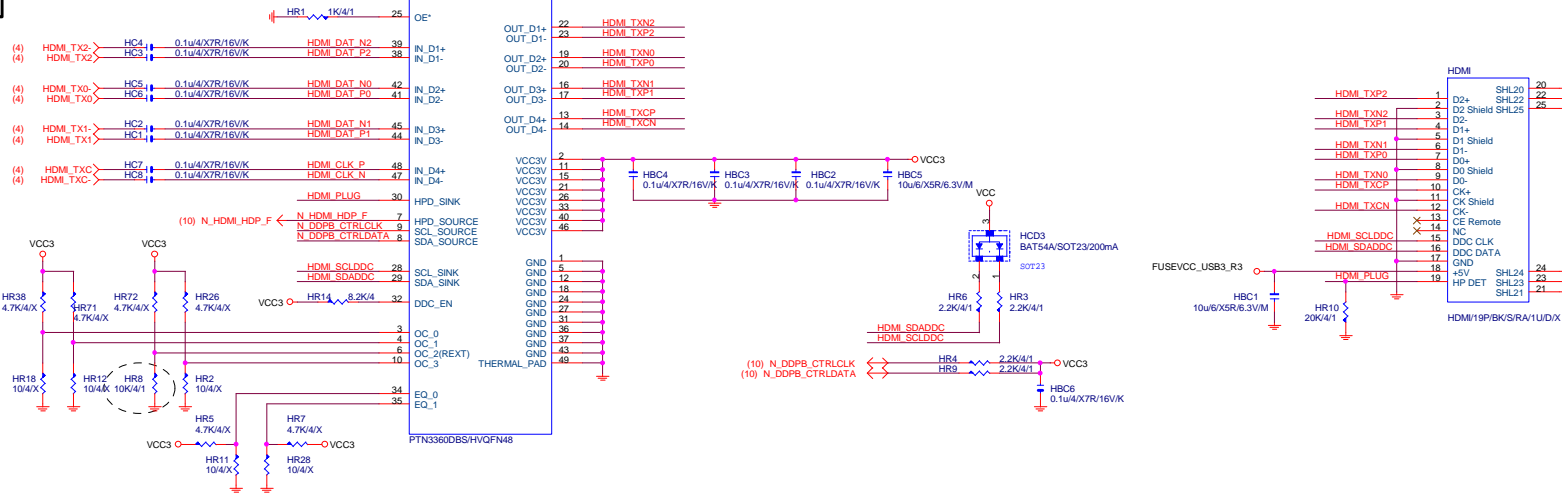 HR1 1K/4/1 25 OE*
(4) HDMI_TX2- HC4 0.1u/4/X7R/16V/K HDMI_DAT_N2 39 IN_D1+
(4) HDMI_TX2 HC3 0.1u/4/X7R/16V/K HDMI_DAT_P2 38 IN_D1-
(4) HDMI_TX0- HC5 0.1u/4/X7R/16V/K HDMI_DAT_N0 42 IN_D2+
(4) HDMI_TX0 HC6 0.1u/4/X7R/16V/K HDMI_DAT_P0 41 IN_D2-
(4) HDMI_TX1- HC2 0.1u/4/X7R/16V/K HDMI_DAT_N1 45 IN_D3+
(4) HDMI_TX1 HC1 0.1u/4/X7R/16V/K HDMI_DAT_P1 44 IN_D3-
(4) HDMI_TXC HC7 0.1u/4/X7R/16V/K HDMI_CLK_P 48 IN_D4+
(4) HDMI_TXC- HC8 0.1u/4/X7R/16V/K HDMI_CLK_N 47 IN_D4-
HDMI_PLUG 30 HPD_SINK
(10) N_HDMI_HDP_F N_HDMI_HDP_F 7 HPD_SOURCE
N_DDPB_CTRLCLK 9 SCL_SOURCE
N_DDPB_CTRLDATA 8 SDA_SOURCE
HDMI_SCLDDC 28 SCL_SINK
HDMI_SDADDC 29 SDA_SINK
VCC3 HR14 8.2K/4 32 DDC_EN
3 OC_0
4 OC_1
6 OC_2(REXT)
10 OC_3
34 EQ_0
35 EQ_1
VCC3 VCC3
HR38 4.7K/4/X
HR71 4.7K/4/X
HR72 4.7K/4/X
HR26 4.7K/4/X
HR18 10/4/X
HR12 10/4/X
HR8 10K/4/1
HR2 10/4/X
HR5 4.7K/4/X
VCC3
HR7 4.7K/4/X
VCC3
HR11 10/4/X
HR28 10/4/X
PTN3360DBS/HVQFN48
OUT_D1+ 22 HDMI_TXN2
OUT_D1- 23 HDMI_TXP2
OUT_D2+ 19 HDMI_TXN0
OUT_D2- 20 HDMI_TXP0
OUT_D3+ 16 HDMI_TXN1
OUT_D3- 17 HDMI_TXP1
OUT_D4+ 13 HDMI_TXCP
OUT_D4- 14 HDMI_TXCN
VCC3V 2
VCC3V 11
VCC3V 15
VCC3V 21
VCC3V 26
VCC3V 33
VCC3V 40
VCC3V 46
GND 1
GND 5
GND 12
GND 18
GND 24
GND 27
GND 31
GND 36
GND 37
GND 43
THERMAL_PAD 49
VCC3
HBC4 0.1u/4/X7R/16V/K
HBC3 0.1u/4/X7R/16V/K
HBC2 0.1u/4/X7R/16V/K
HBC5 10u/6/X5R/6.3V/M
VCC
3
HCD3
BAT54A/SOT23/200mA
SOT23
2 1
HR6 2.2K/4/1
HR3 2.2K/4/1
HDMI_SDADDC
HDMI_SCLDDC
(10) N_DDPB_CTRLCLK HR4 2.2K/4/1 VCC3
(10) N_DDPB_CTRLDATA HR9 2.2K/4/1
HBC6
0.1u/4/X7R/16V/K
HDMI
HDMI_TXP2 1 D2+
2 D2 Shield
HDMI_TXN2 3 D2-
HDMI_TXP1 4 D1+
5 D1 Shield
HDMI_TXN1 6 D1-
HDMI_TXP0 7 D0+
8 D0 Shield
HDMI_TXN0 9 D0-
HDMI_TXCP 10 CK+
11 CK Shield
HDMI_TXCN 12 CK-
13 CE Remote
14 NC
HDMI_SCLDDC 15 DDC CLK
HDMI_SDADDC 16 DDC DATA
17 GND
FUSEVCC_USB3_R3 18 +5V
HDMI_PLUG 19 HP DET
SHL20 20
SHL22 22
SHL25 25
SHL24 24
SHL23 23
SHL21 21
HBC1
10u/6/X5R/6.3V/M
HR10
20K/4/1
HDMI/19P/BK/S/RA/1U/D/X